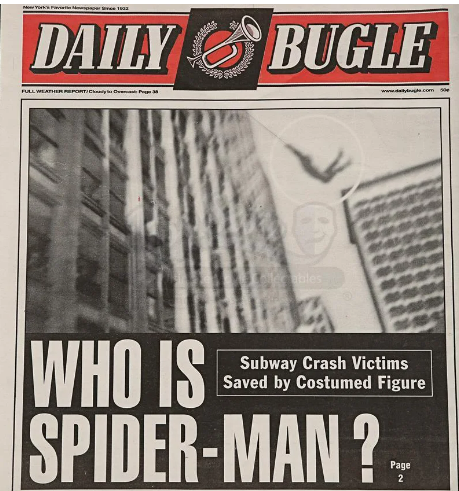 New York's Favorite Newspaper Since 1922
DAILY BUGLE
FULL WEATHER REPORT/ Cloudy to Overcast: Page 38
www.dailybugle.com 50¢
WHO IS
Subway Crash Victims
Saved by Costumed Figure
SPIDER-MAN ?
Page
2